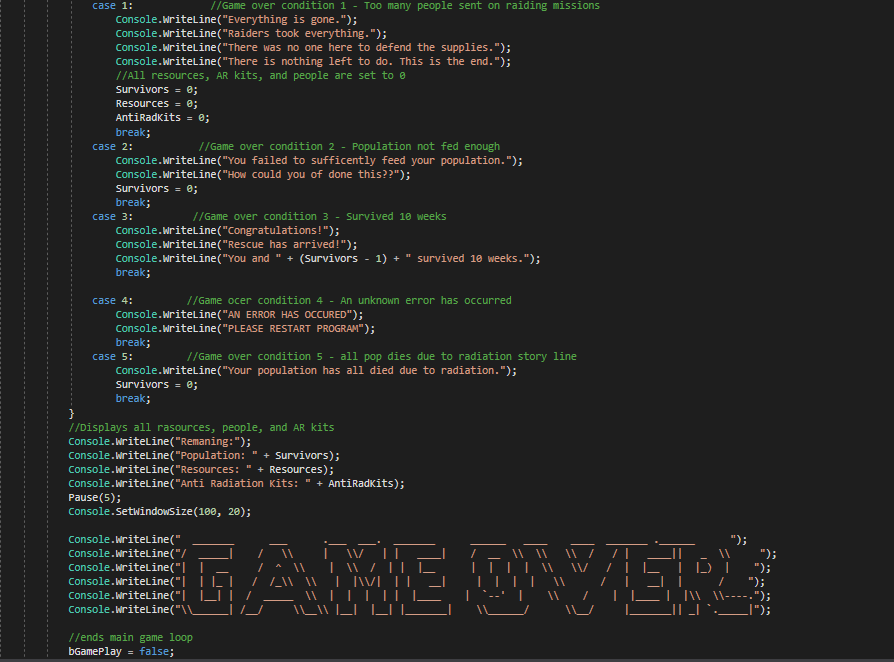 case 1:             //Game over condition 1 - Too many people sent on raiding missions
    Console.WriteLine("Everything is gone.");
    Console.WriteLine("Raiders took everything.");
    Console.WriteLine("There was no one here to defend the supplies.");
    Console.WriteLine("There is nothing left to do. This is the end.");
    //All resources, AR kits, and people are set to 0
    Survivors = 0;
    Resources = 0;
    AntiRadKits = 0;
    break;
case 2:           //Game over condition 2 - Population not fed enough
    Console.WriteLine("You failed to sufficently feed your population.");
    Console.WriteLine("How could you of done this??");
    Survivors = 0;
    break;
case 3:          //Game over condition 3 - Survived 10 weeks
    Console.WriteLine("Congratulations!");
    Console.WriteLine("Rescue has arrived!");
    Console.WriteLine("You and " + (Survivors - 1) + " survived 10 weeks.");
    break;

case 4:         //Game ocer condition 4 - An unknown error has occurred
    Console.WriteLine("AN ERROR HAS OCCURED");
    Console.WriteLine("PLEASE RESTART PROGRAM");
    break;
case 5:         //Game over condition 5 - all pop dies due to radiation story line
    Console.WriteLine("Your population has all died due to radiation.");
    Survivors = 0;
    break;
}
//Displays all rasources, people, and AR kits
Console.WriteLine("Remaning:");
Console.WriteLine("Population: " + Survivors);
Console.WriteLine("Resources: " + Resources);
Console.WriteLine("Anti Radiation Kits: " + AntiRadKits);
Pause(5);
Console.SetWindowSize(100, 20);

Console.WriteLine("  _______      ___      .___  ___.  _______      ______   ____    ____  _______ .______      ");
Console.WriteLine("/  _____|    /   \\     |   \\/   | |   ____|    /  __  \\  \\   \\  /   / |   ____||   _  \\     ");
Console.WriteLine("|  |  __     /  ^  \\    |  \\  /  | |  |__      |  |  |  |  \\   \\/   /  |  |__   |  |_)  |    ");
Console.WriteLine("|  | |_ |   /  /_\\  \\   |  |\\/|  | |   __|     |  |  |  |   \\      /   |   __|  |      /    ");
Console.WriteLine("|  |__| |  /  _____  \\  |  |  |  | |  |____    |  `--'  |    \\    /    |  |____ |  |\\  \\----.");
Console.WriteLine("\\______| /__/     \\__\\ |__|  |__| |_______|    \\______/      \\__/     |_______|| _| `._____|");

//ends main game loop
bGamePlay = false;